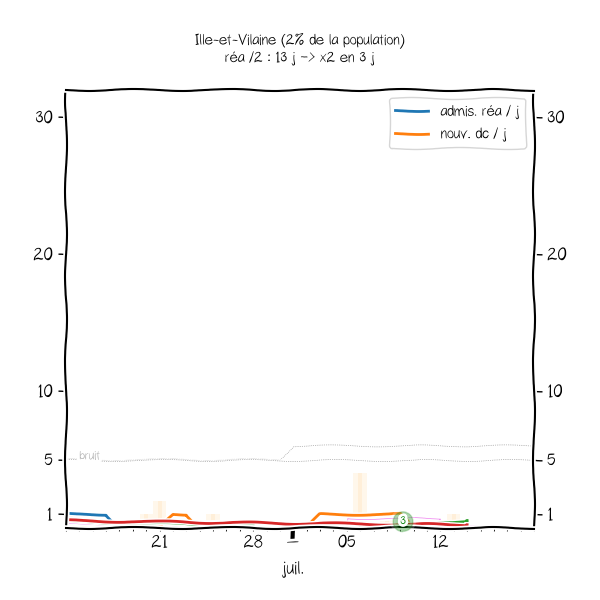 Ille-et-Vilaine (2% de la population)
réa /2 : 13 j -> x2 en 3 j
admis. réa / j
nouv. dc / j
30
30
20
20
10
10
bruit
5
5
1
3
1
21
28
05
12
juil.